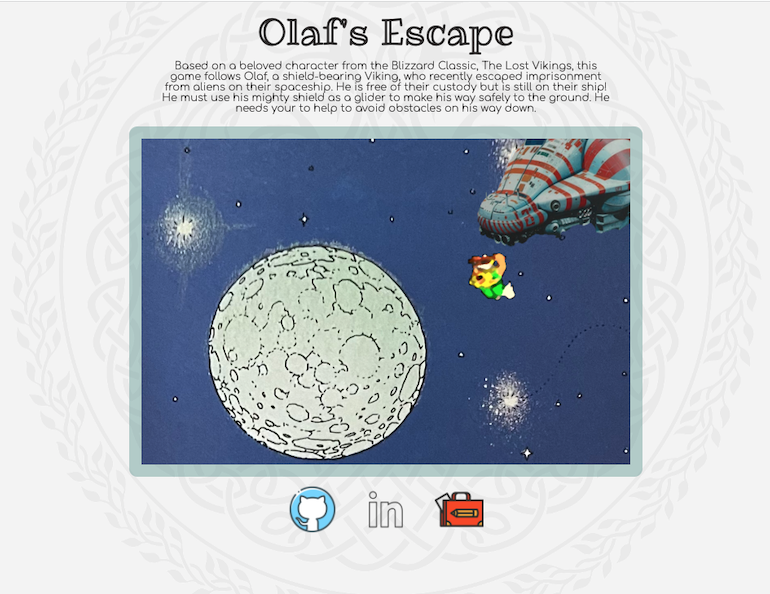 Olaf's Escape
Based on a beloved character from the Blizzard Classic, The Lost Vikings, this
game follows Olaf, a shield-bearing Viking, who recently escaped imprisonment
from aliens on their spaceship. He is free of their custody but is still on their ship!
He must use his mighty shield as a glider to make his way safely to the ground. He
needs your to help to avoid obstacles on his way down.
in